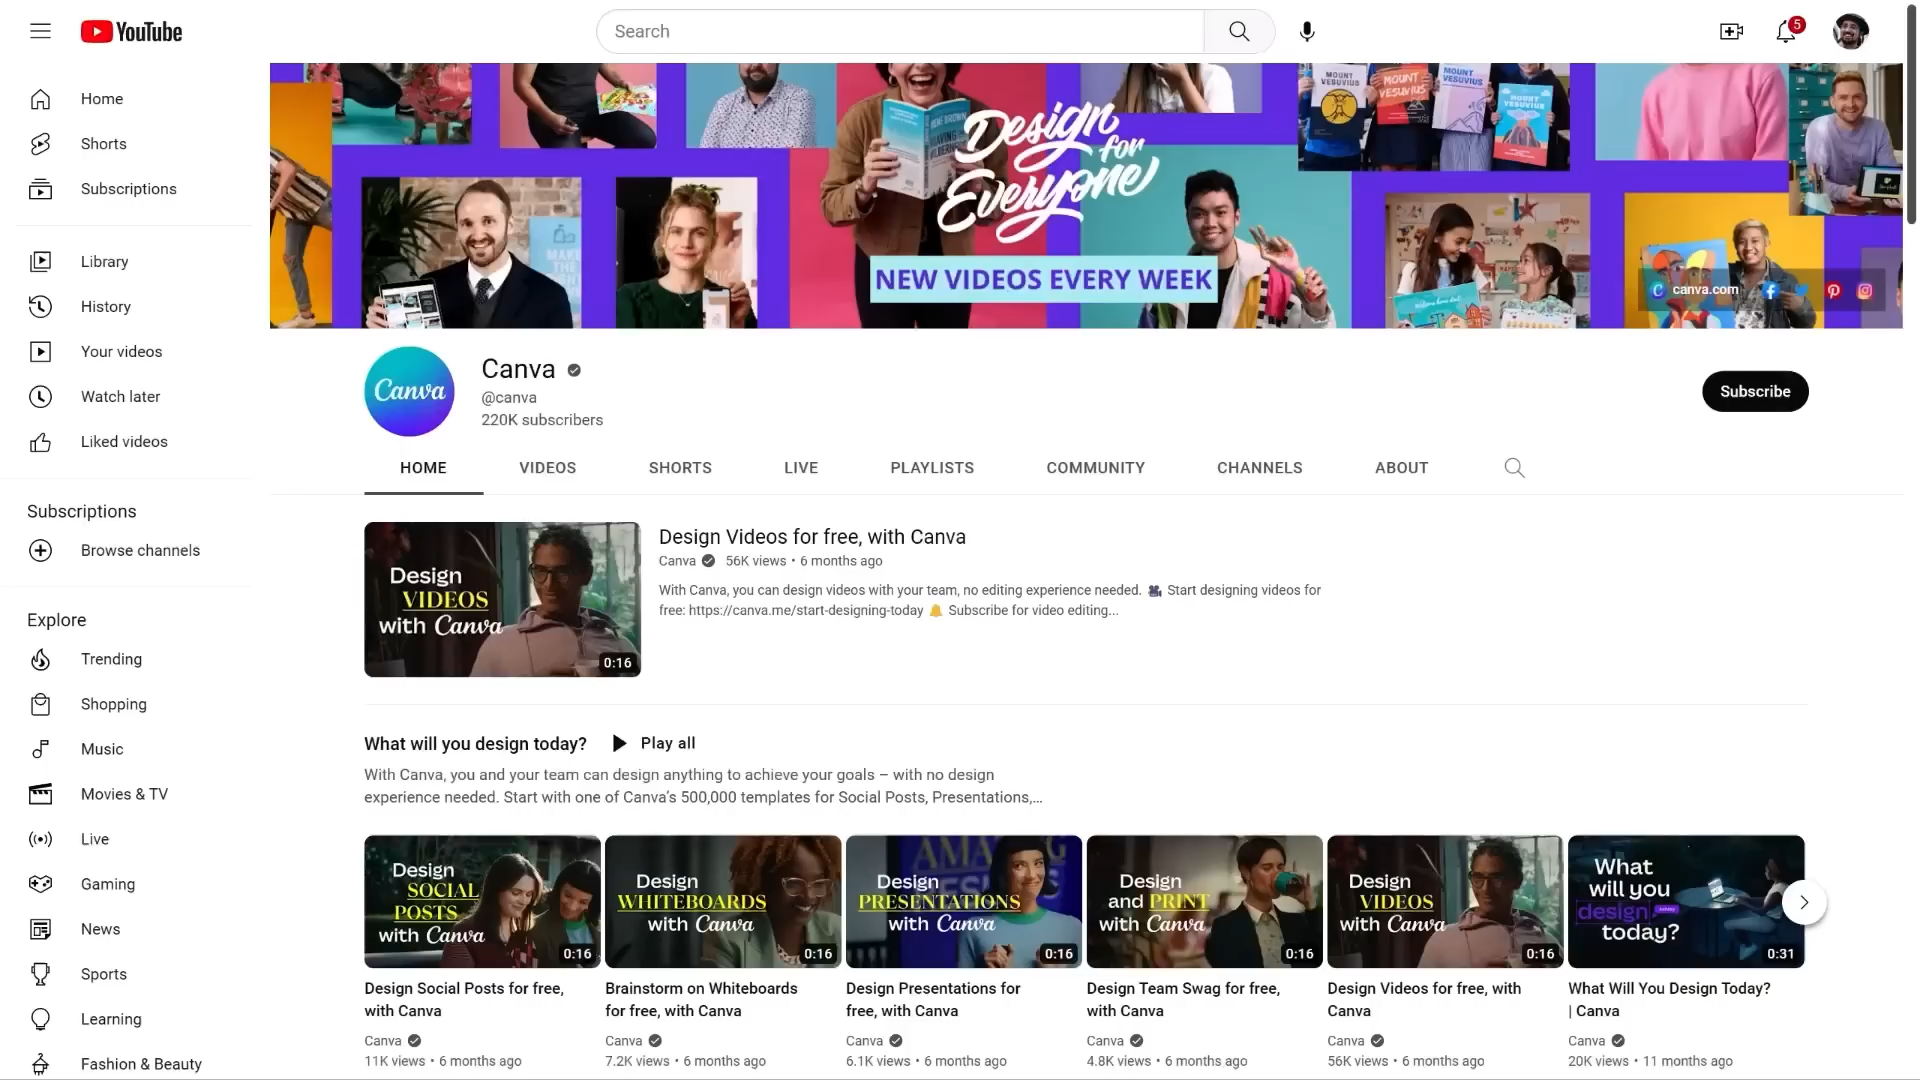 YouTube
Search
5
Home
Shorts
Subscriptions
Library
History
Your videos
Watch later
Liked videos
Subscriptions
Browse channels
Explore
Trending
Shopping
Music
Movies & TV
Live
Gaming
News
Sports
Learning
Fashion & Beauty
Design
for
Everyone
NEW VIDEOS EVERY WEEK
MOUNT
VESUVIUS
MOUNT
VESUVIUS
MOUNT
VESUVIUS
MOUNT
VESUVIUS
canva.com
Canva
Canva
@canva
220K subscribers
Subscribe
HOME
VIDEOS
SHORTS
LIVE
PLAYLISTS
COMMUNITY
CHANNELS
ABOUT
Design
VIDEOS
with Canva
0:16
Design Videos for free, with Canva
Canva 56K views • 6 months ago
With Canva, you can design videos with your team, no editing experience needed. 🎥 Start designing videos for
free: https://canva.me/start-designing-today 🔔 Subscribe for video editing...
What will you design today? Play all
With Canva, you and your team can design anything to achieve your goals – with no design
experience needed. Start with one of Canva’s 500,000 templates for Social Posts, Presentations,...
Design
SOCIAL
POSTS
with Canva
0:16
Design Social Posts for free,
with Canva
Canva
11K views • 6 months ago
Design
WHITEBOARDS
with Canva
0:16
Brainstorm on Whiteboards
for free, with Canva
Canva
7.2K views • 6 months ago
Design
PRESENTATIONS
with Canva
0:16
Design Presentations for
free, with Canva
Canva
6.1K views • 6 months ago
Design
and PRINT
with Canva
0:16
Design Team Swag for free,
with Canva
Canva
4.8K views • 6 months ago
Design
VIDEOS
with Canva
0:16
Design Videos for free, with
Canva
Canva
56K views • 6 months ago
What
will you
design
today?
0:31
What Will You Design Today?
| Canva
Canva
20K views • 11 months ago